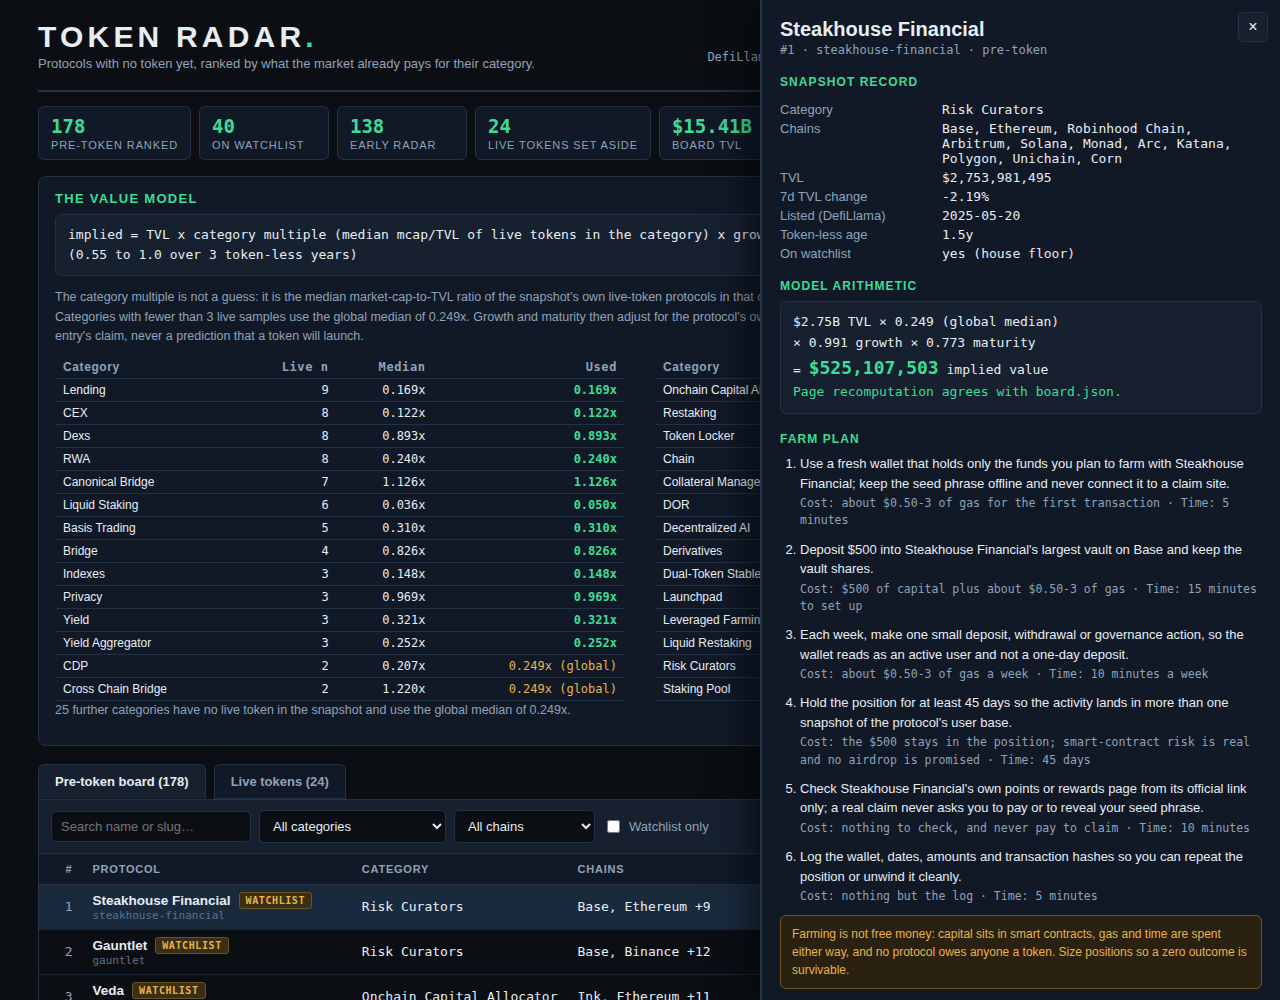 TOKEN RADAR.
Protocols with no token yet, ranked by what the market already pays for their category.
178
PRE-TOKEN RANKED
40
ON WATCHLIST
138
EARLY RADAR
24
LIVE TOKENS SET ASIDE
$15.41B
BOARD TVL
THE VALUE MODEL
implied = TVL x category multiple (median mcap/TVL of live tokens in the category) x
(0.55 to 1.0 over 3 token-less years)
The category multiple is not a guess: it is the median market-cap-to-TVL ratio of the snapshot's own live-token protocols in that
Categories with fewer than 3 live samples use the global median of 0.249x. Growth and maturity then adjust for the protocol's
entry's claim, never a prediction that a token will launch.
Category Live n Median Used
Lending 9 0.169x 0.169x
CEX 8 0.122x 0.122x
Dexs 8 0.893x 0.893x
RWA 8 0.240x 0.240x
Canonical Bridge 7 1.126x 1.126x
Liquid Staking 6 0.036x 0.050x
Basis Trading 5 0.310x 0.310x
Bridge 4 0.826x 0.826x
Indexes 3 0.148x 0.148x
Privacy 3 0.969x 0.969x
Yield 3 0.321x 0.321x
Yield Aggregator 3 0.252x 0.252x
CDP 2 0.207x 0.249x (global)
Cross Chain Bridge 2 1.220x 0.249x (global)
Category
Onchain Capital
Restaking
Token Locker
Chain
Collateral
DOR
Decentralized AI
Derivatives
Dual-Token
Launchpad
Leveraged
Liquid Restaking
Risk Curators
Staking Pool
25 further categories have no live token in the snapshot and use the global median of 0.249x.
Pre-token board (178) Live tokens (24)
Search name or slug… All categories All chains Watchlist only
# PROTOCOL CATEGORY CHAINS
1 Steakhouse Financial WATCHLIST Risk Curators Base, Ethereum +9
steakhouse-financial
2 Gauntlet WATCHLIST Risk Curators Base, Binance +12
gauntlet
3 Veda WATCHLIST Onchain Capital Allocator Ink, Ethereum +11
Steakhouse Financial
×
#1 · steakhouse-financial · pre-token
SNAPSHOT RECORD
Category Risk Curators
Chains Base, Ethereum, Robinhood Chain,
Arbitrum, Solana, Monad, Arc, Katana,
Polygon, Unichain, Corn
TVL $2,753,981,495
7d TVL change -2.19%
Listed (DefiLlama) 2025-05-20
Token-less age 1.5y
On watchlist yes (house floor)
MODEL ARITHMETIC
$2.75B TVL × 0.249 (global median)
× 0.991 growth × 0.773 maturity
= $525,107,503 implied value
Page recomputation agrees with board.json.
FARM PLAN
1. Use a fresh wallet that holds only the funds you plan to farm with Steakhouse
Financial; keep the seed phrase offline and never connect it to a claim site.
Cost: about $0.50-3 of gas for the first transaction · Time: 5
minutes
2. Deposit $500 into Steakhouse Financial's largest vault on Base and keep the
vault shares.
Cost: $500 of capital plus about $0.50-3 of gas · Time: 15 minutes
to set up
3. Each week, make one small deposit, withdrawal or governance action, so the
wallet reads as an active user and not a one-day deposit.
Cost: about $0.50-3 of gas a week · Time: 10 minutes a week
4. Hold the position for at least 45 days so the activity lands in more than one
snapshot of the protocol's user base.
Cost: the $500 stays in the position; smart-contract risk is real
and no airdrop is promised · Time: 45 days
5. Check Steakhouse Financial's own points or rewards page from its official link
only; a real claim never asks you to pay or to reveal your seed phrase.
Cost: nothing to check, and never pay to claim · Time: 10 minutes
6. Log the wallet, dates, amounts and transaction hashes so you can repeat the
position or unwind it cleanly.
Cost: nothing but the log · Time: 5 minutes
Farming is not free money: capital sits in smart contracts, gas and time are spent
either way, and no protocol owes anyone a token. Size positions so a zero outcome is
survivable.